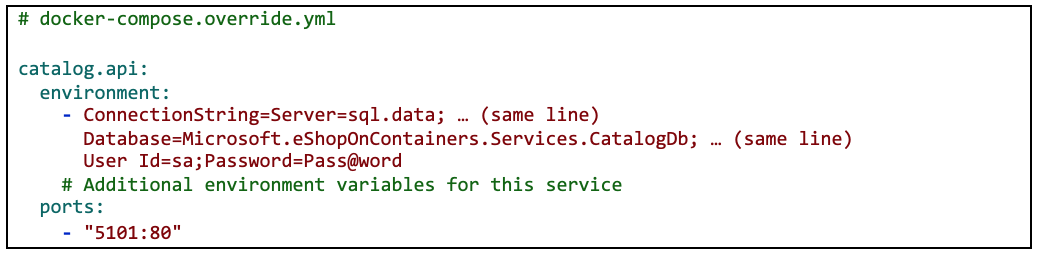 # docker-compose.override.yml
catalog.api:
  environment:
    - ConnectionString=Server=sql.data; … (same line)
      Database=Microsoft.eShopOnContainers.Services.CatalogDb; … (same line)
      User Id=sa;Password=Pass@word
    # Additional environment variables for this service
  ports:
    - "5101:80"